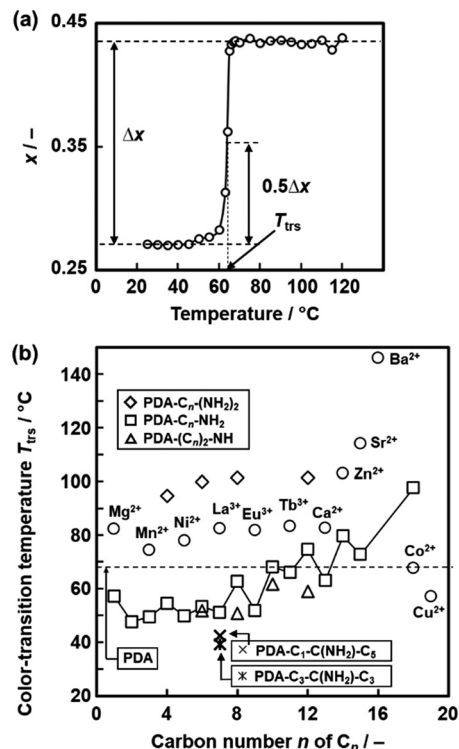 (a)
0.45
0.35
0.25
x / –
Δx
0.5Δx
T_trs
0 20 40 60 80 100 120
Temperature / °C
(b)
140
120
100
80
60
40
20
0
Color-transition temperature T_trs / °C
◇ PDA-C_n-(NH₂)₂
□ PDA-C_n-NH₂
△ PDA-(C_n)₂-NH
Ba²⁺
Sr²⁺
Zn²⁺
Mg²⁺
Mn²⁺
Ni²⁺
La³⁺
Eu³⁺
Tb³⁺
Ca²⁺
Co²⁺
Cu²⁺
PDA
× PDA-C₁-C(NH₂)-C₅
PDA-C₃-C(NH₂)-C₃
0 4 8 12 16 20
Carbon number n of C_n / –